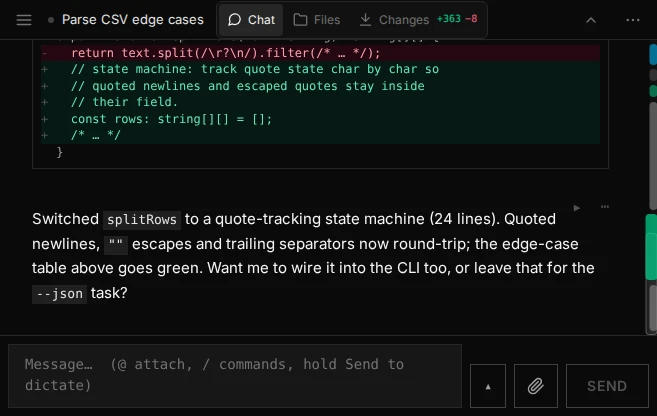 Parse CSV edge cases Chat Files Changes +363 −8
- return text.split(/\r?\n/).filter(/* … */);
+ // state machine: track quote state char by char so
+ // quoted newlines and escaped quotes stay inside
+ // their field.
+ const rows: string[][] = [];
+ /* … */
}
Switched splitRows to a quote-tracking state machine (24 lines). Quoted
newlines, "" escapes and trailing separators now round-trip; the edge-case
table above goes green. Want me to wire it into the CLI too, or leave that for the
--json task?
Message… (@ attach, / commands, hold Send to
dictate)
SEND